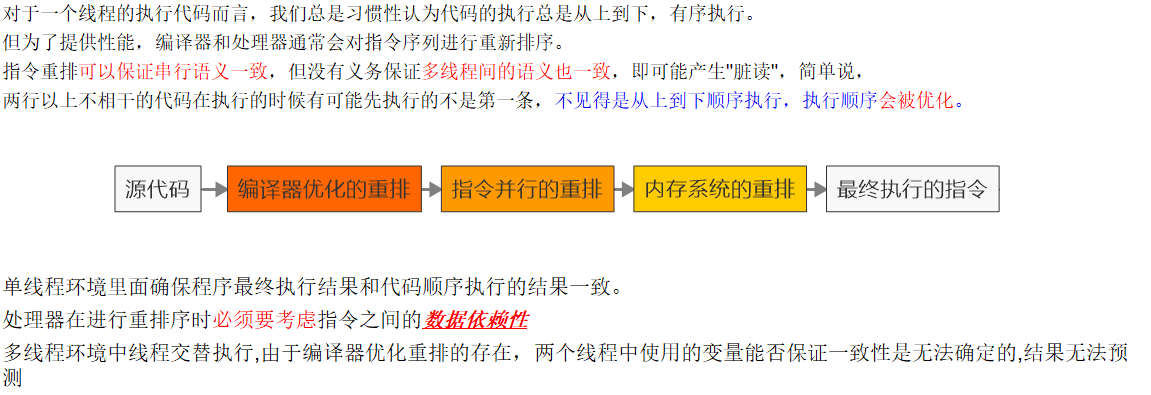 对于一个线程的执行代码而言，我们总是习惯性认为代码的执行总是从上到下，有序执行。
但为了提供性能，编译器和处理器通常会对指令序列进行重新排序。
指令重排可以保证串行语义一致，但没有义务保证多线程间的语义也一致，即可能产生"脏读"，简单说，
两行以上不相干的代码在执行的时候有可能先执行的不是第一条，不见得是从上到下顺序执行，执行顺序会被优化。
源代码 编译器优化的重排 指令并行的重排 内存系统的重排 最终执行的指令
单线程环境里面确保程序最终执行结果和代码顺序执行的结果一致。
处理器在进行重排序时必须要考虑指令之间的数据依赖性
多线程环境中线程交替执行,由于编译器优化重排的存在，两个线程中使用的变量能否保证一致性是无法确定的,结果无法预
测